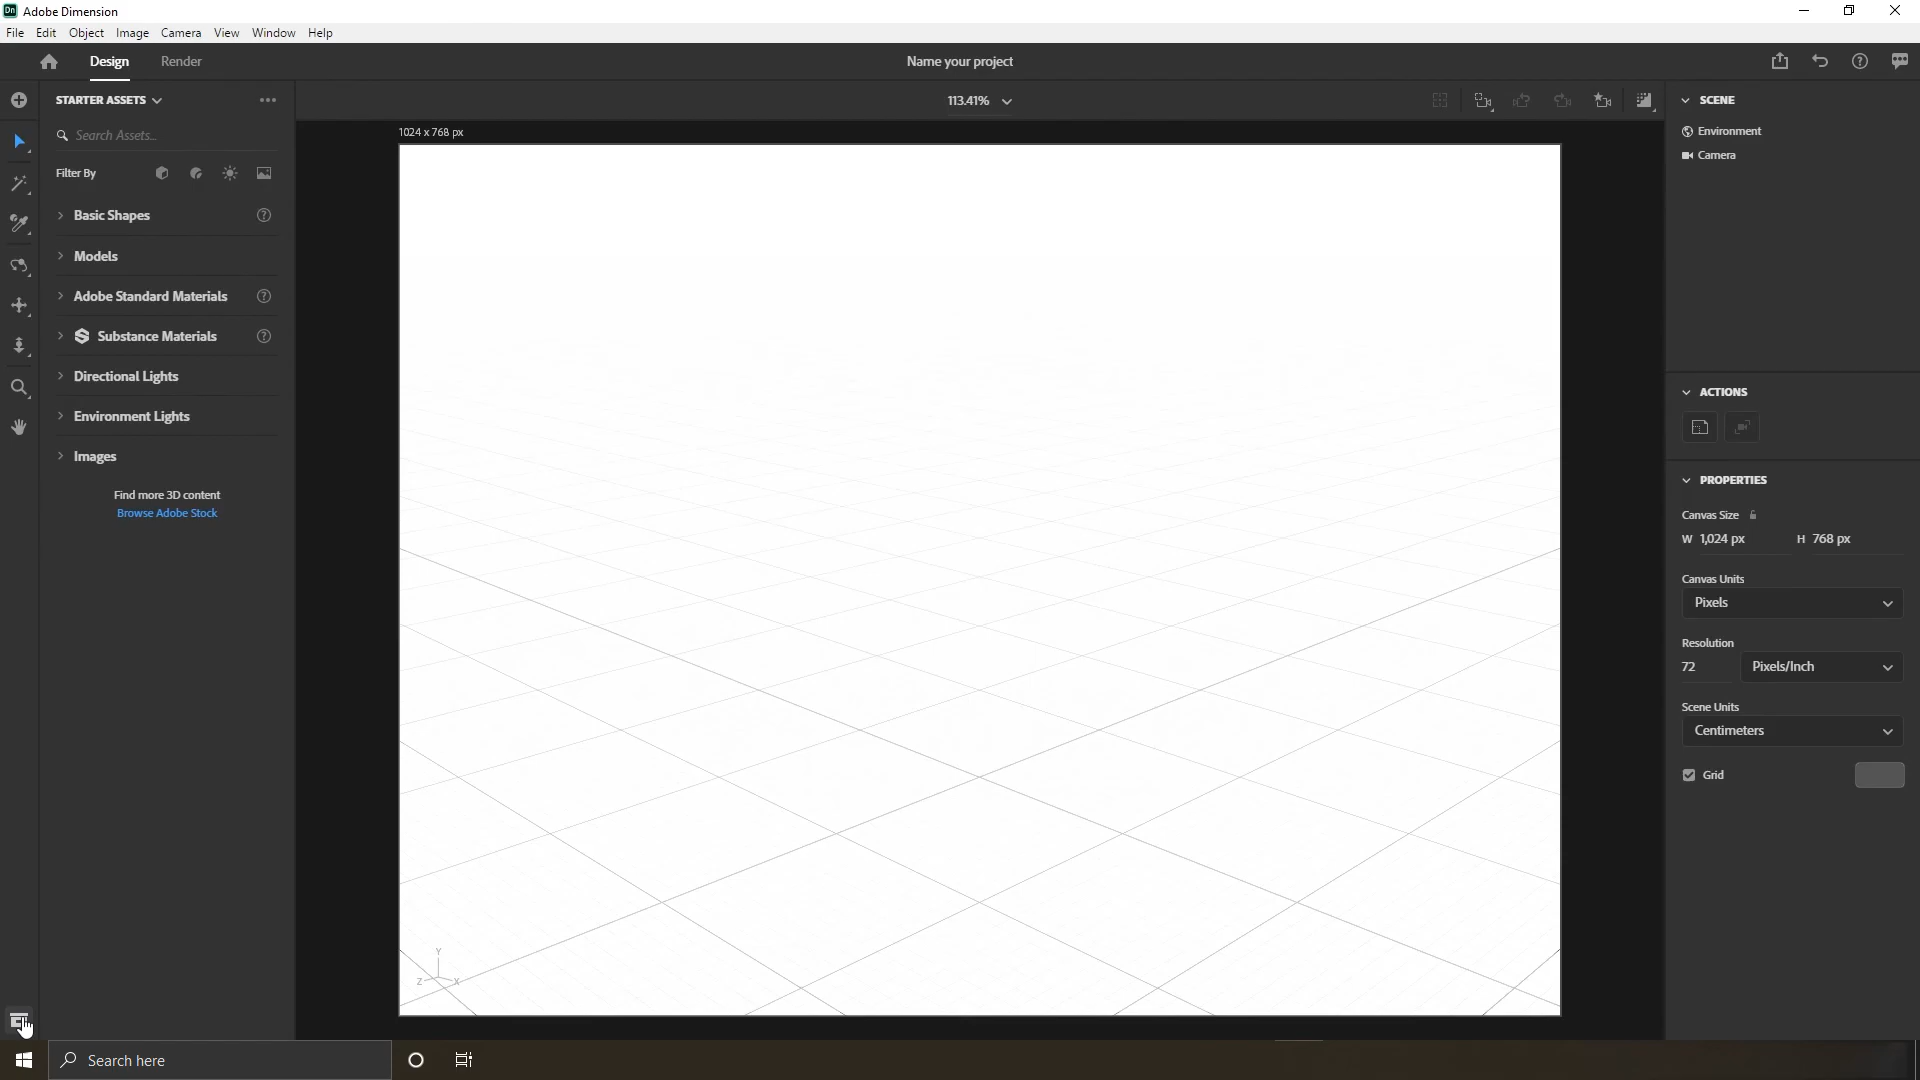 Dn Adobe Dimension
File Edit Object Image Camera View Window Help
Design Render Name your project
STARTER ASSETS
Search Assets...
Filter By
Basic Shapes
Models
Adobe Standard Materials
Substance Materials
Directional Lights
Environment Lights
Images
Find more 3D content
Browse Adobe Stock
113.41%
1024 x 768 px
Y
Z X
SCENE
Environment
Camera
ACTIONS
PROPERTIES
Canvas Size
W 1,024 px H 768 px
Canvas Units
Pixels
Resolution
72 Pixels/Inch
Scene Units
Centimeters
Grid
Search here